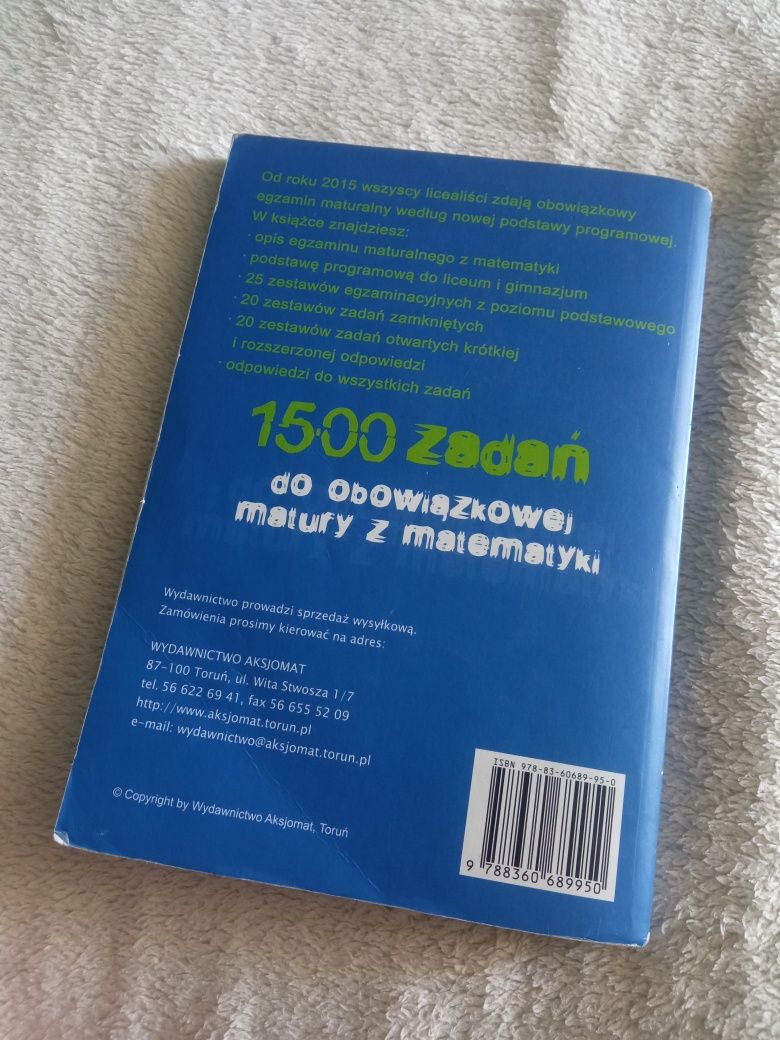 Od roku 2015 wszyscy licealiści zdają obowiązkowy
egzamin maturalny według nowej podstawy programowej.
W książce znajdziesz:
· opis egzaminu maturalnego z matematyki
· podstawę programową do liceum i gimnazjum
· 25 zestawów egzaminacyjnych z poziomu podstawowego
· 20 zestawów zadań zamkniętych
· 20 zestawów zadań otwartych krótkiej
i rozszerzonej odpowiedzi
· odpowiedzi do wszystkich zadań
1500 zadań
do obowiązkowej
matury z matematyki
Wydawnictwo prowadzi sprzedaż wysyłkową.
Zamówienia prosimy kierować na adres:
WYDAWNICTWO AKSJOMAT
87-100 Toruń, ul. Wita Stwosza 1/7
tel. 56 622 69 41, fax 56 655 52 09
http://www.aksjomat.torun.pl
e-mail: wydawnictwo@aksjomat.torun.pl
© Copyright by Wydawnictwo Aksjomat, Toruń
ISBN 978-83-60689-95-0
9 788360 689950